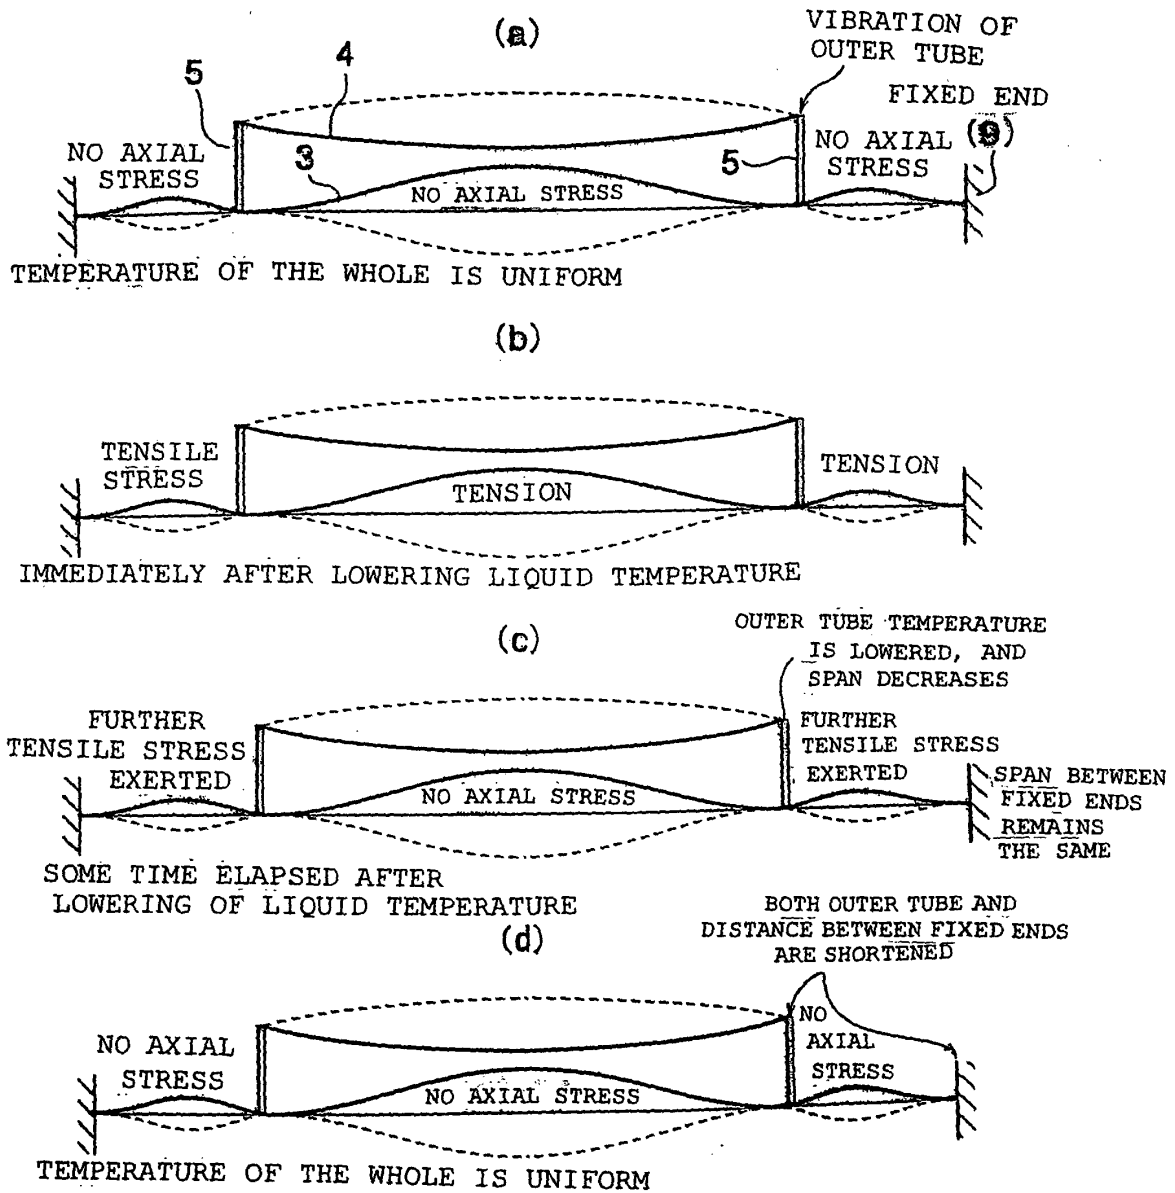 (a)
VIBRATION OF
OUTER TUBE
5
4
FIXED END
(9)
NO AXIAL
STRESS
3
NO AXIAL STRESS
5
NO AXIAL
STRESS
TEMPERATURE OF THE WHOLE IS UNIFORM
(b)
TENSILE
STRESS
TENSION
TENSION
IMMEDIATELY AFTER LOWERING LIQUID TEMPERATURE
(c)
OUTER TUBE TEMPERATURE
IS LOWERED, AND
SPAN DECREASES
FURTHER
TENSILE STRESS
EXERTED
NO AXIAL STRESS
FURTHER
TENSILE STRESS
EXERTED
SPAN BETWEEN
FIXED ENDS
REMAINS
THE SAME
SOME TIME ELAPSED AFTER
LOWERING OF LIQUID TEMPERATURE
(d)
BOTH OUTER TUBE AND
DISTANCE BETWEEN FIXED ENDS
ARE SHORTENED
NO AXIAL
STRESS
NO AXIAL STRESS
NO
AXIAL
STRESS
TEMPERATURE OF THE WHOLE IS UNIFORM